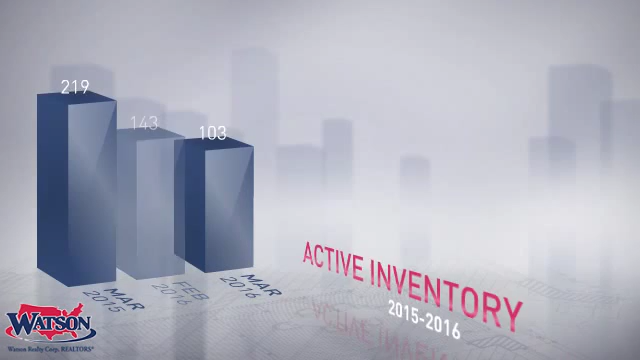 219
143
103
MAR
2015
FEB
2016
MAR
2016
ACTIVE INVENTORY
2015-2016
WATSON
Watson Realty Corp. REALTORS®